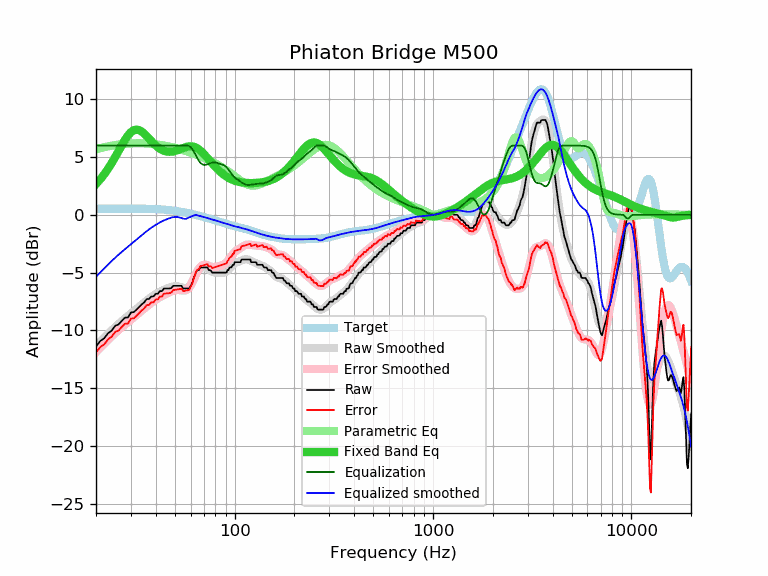 Phiaton Bridge M500
Amplitude (dBr)
10
5
0
−5
−10
−15
−20
−25
Target
Raw Smoothed
Error Smoothed
Raw
Error
Parametric Eq
Fixed Band Eq
Equalization
Equalized smoothed
100 1000 10000
Frequency (Hz)